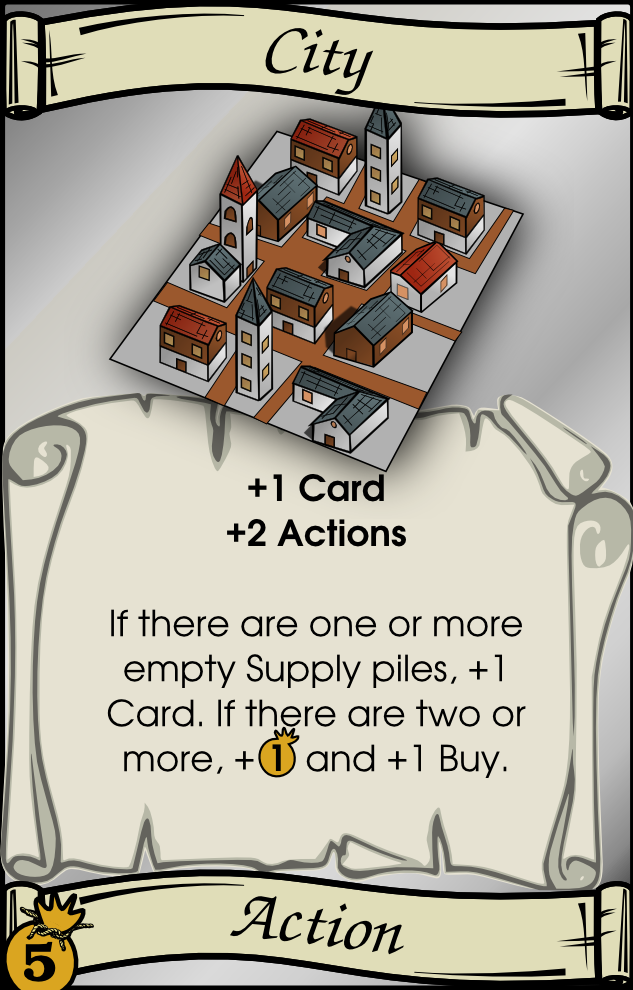 City
+1 Card
+2 Actions
If there are one or more
empty Supply piles, +1
Card. If there are two or
more, +1 and +1 Buy.
Action
5